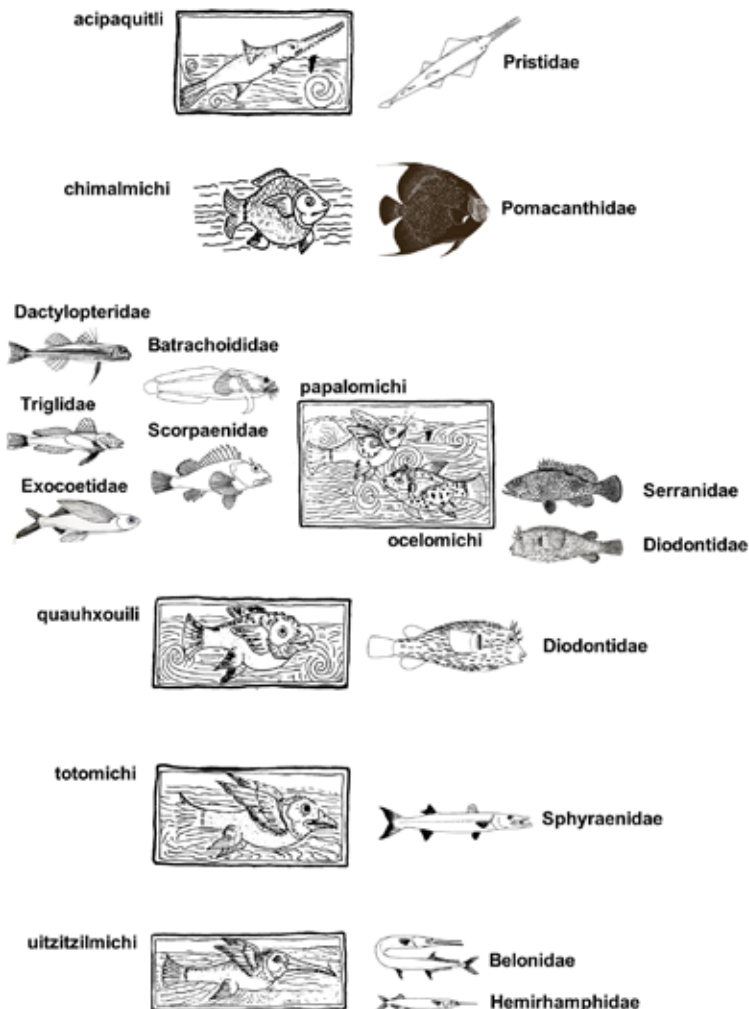 acipaquitli
Pristidae
chimalmichi
Pomacanthidae
Dactylopteridae
Batrachoididae
Triglidae
Scorpaenidae
Exocoetidae
papalomichi
ocelomichi
Serranidae
Diodontidae
quauhxouili
Diodontidae
totomichi
Sphyraenidae
uitzitzilmichi
Belonidae
Hemirhamphidae